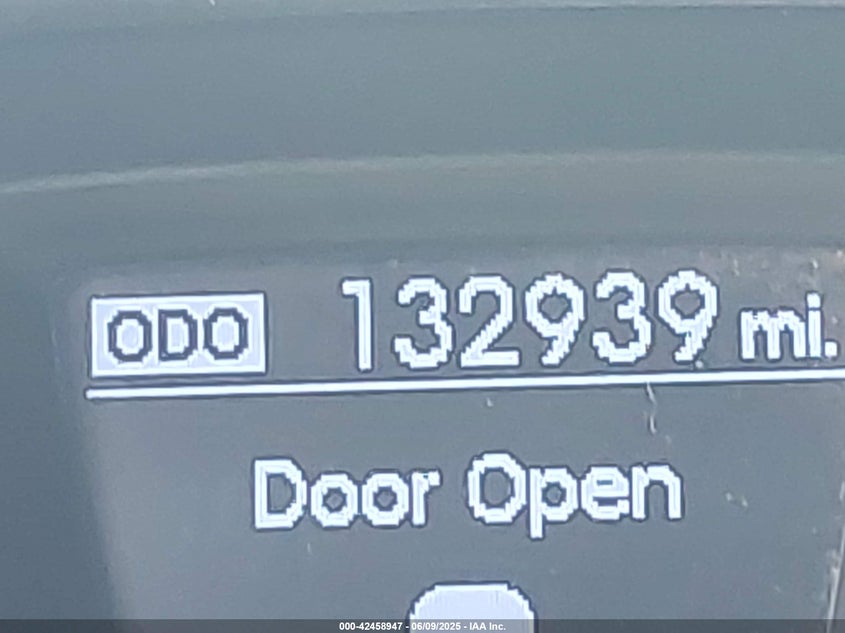 ODO 132939 mi.
Door Open
000-42458947 - 06/09/2025 - IAA Inc.